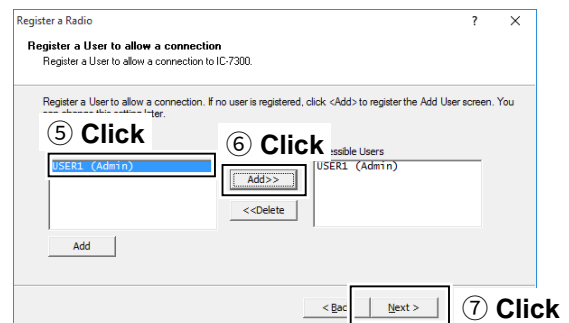 Register a Radio ? ×
Register a User to allow a connection
Register a User to allow a connection to IC-7300.
Register a User to allow a connection. If no user is registered, click <Add> to register the Add User screen. You
later.
⑤ Click
⑥ Click
Users
USER1 (Admin)
USER1 (Admin)
Add>>
<<Delete
Add
< Bac
Next >
⑦ Click